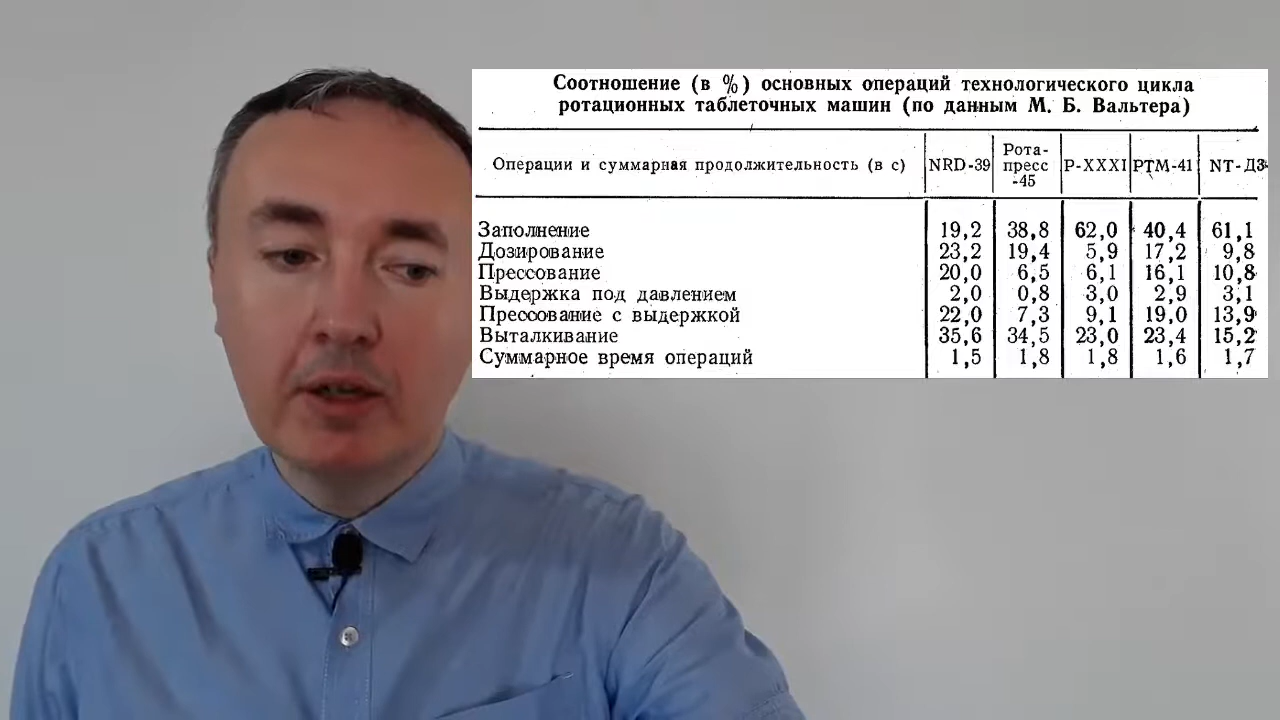 Соотношение (в %) основных операций технологического цикла
ротационных таблеточных машин (по данным М. Б. Вальтера)
Операции и суммарная продолжительность (в с) NRD-39 Рота-пресс -45 Р-XXXI РТМ-41 NT-ДЗ
Заполнение 19,2 38,8 62,0 40,4 61,1
Дозирование 23,2 19,4 5,9 17,2 9,8
Прессование 20,0 6,5 6,1 16,1 10,8
Выдержка под давлением 2,0 0,8 3,0 2,9 3,1
Прессование с выдержкой 22,0 7,3 9,1 19,0 13,9
Выталкивание 35,6 34,5 23,0 23,4 15,2
Суммарное время операций 1,5 1,8 1,8 1,6 1,7